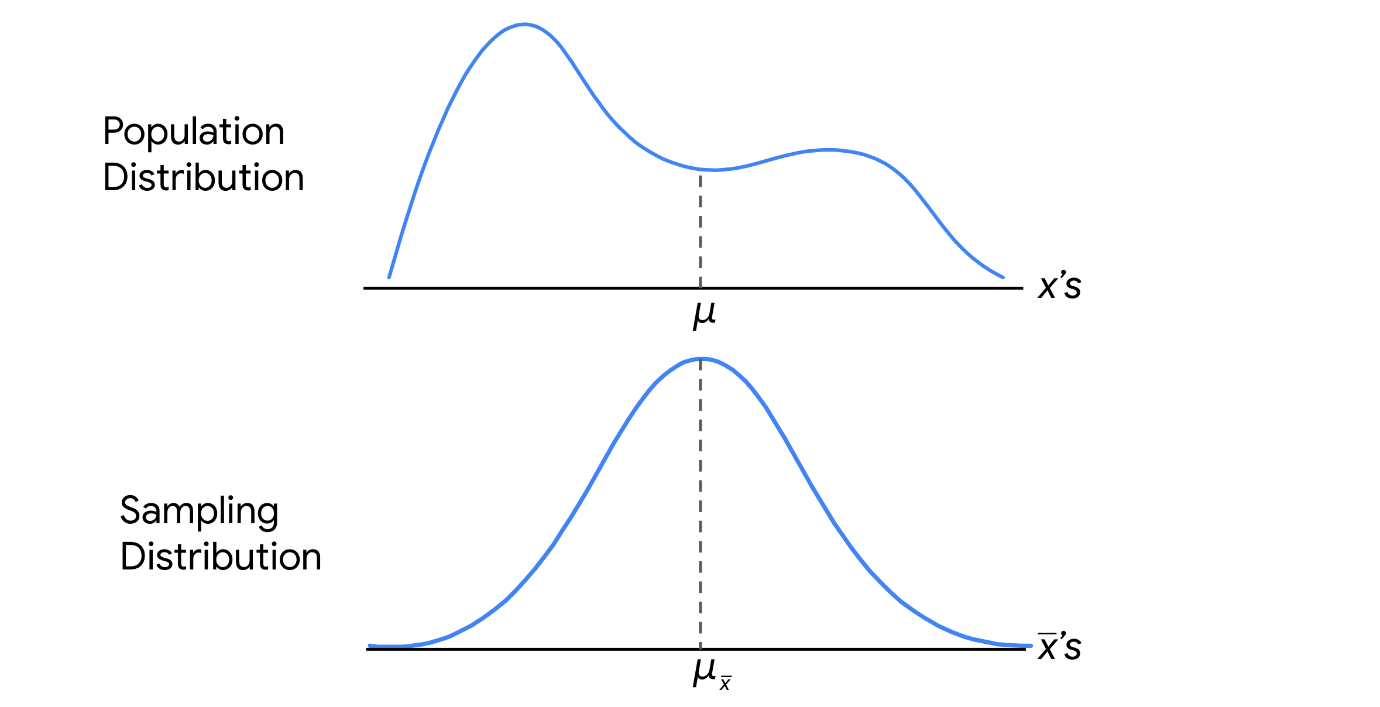 Population
Distribution
x's
μ
Sampling
Distribution
x̅'s
μx̅